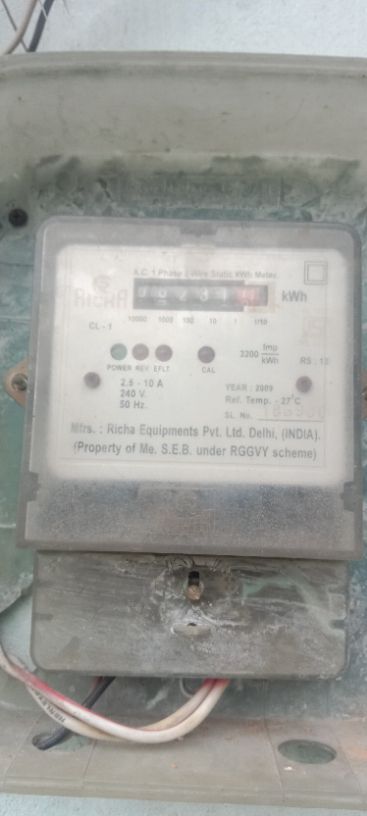 A.C. 1 Phase 2 Wire Static kWh Meter
RICHA
kWh
10000 1000 100 10 1 1/10
CL - 1
3200 Imp/kWh
POWER REV EFLT
CAL
2.5 - 10 A
240 V.
50 Hz.
YEAR : 2009
Ref. Temp. - 27°C
SL. No.
Mfrs. : Richa Equipments Pvt. Ltd. Delhi, (INDIA).
(Property of Me. S.E.B. under RGGVY scheme)